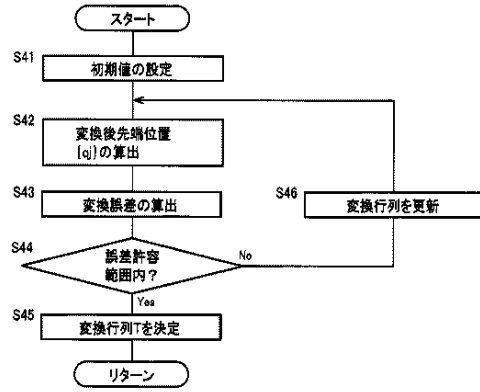 スタート
S41
初期値の設定
S42
変換後先端位置
{qj}の算出
S43
変換誤差の算出
S46
変換行列を更新
S44
誤差許容
範囲内?
No
Yes
S45
変換行列Tを決定
リターン